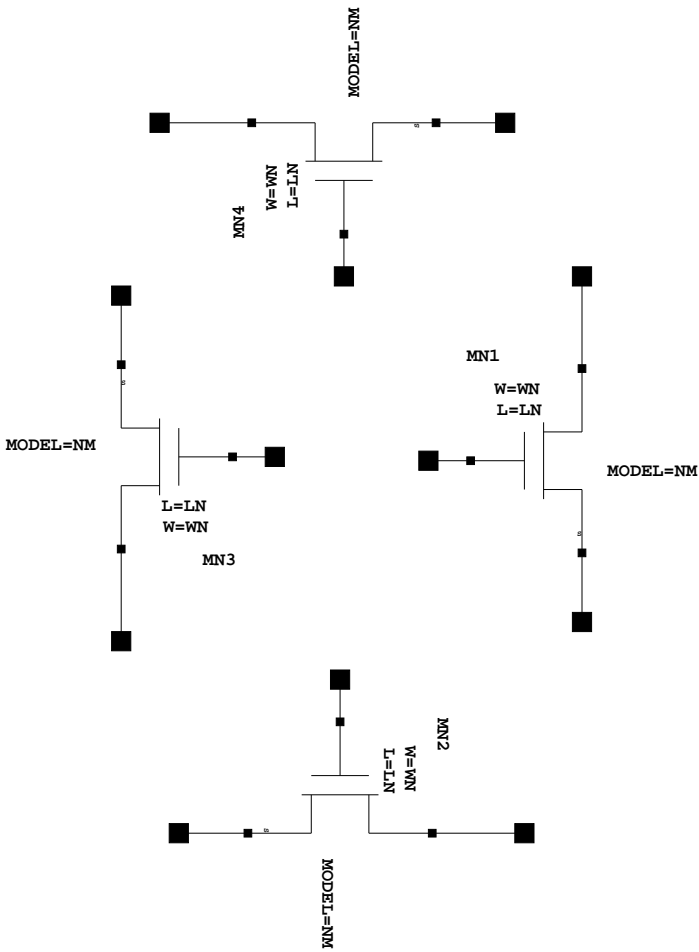 MODEL=NM
W=WN
L=LN
MN4
s
MN1
W=WN
L=LN
MODEL=NM
s
s
MODEL=NM
L=LN
W=WN
MN3
MN2
W=WN
L=LN
s
MODEL=NM